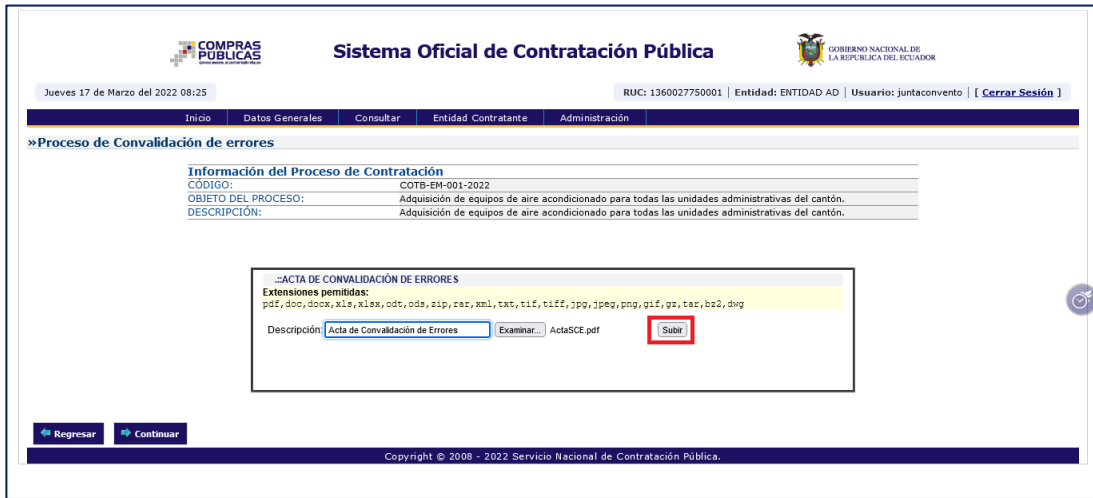 COMPRAS
PÚBLICAS
Sistema Oficial de Contratación Pública
GOBIERNO NACIONAL DE
LA REPUBLICA DEL ECUADOR
Jueves 17 de Marzo del 2022 08:25
RUC: 1360027750001 | Entidad: ENTIDAD AD | Usuario: juntaconvento | [ Cerrar Sesión ]
Inicio Datos Generales Consultar Entidad Contratante Administración
»Proceso de Convalidación de errores
Información del Proceso de Contratación
CÓDIGO: COTB-EM-001-2022
OBJETO DEL PROCESO: Adquisición de equipos de aire acondicionado para todas las unidades administrativas del cantón.
DESCRIPCIÓN: Adquisición de equipos de aire acondicionado para todas las unidades administrativas del cantón.
.::ACTA DE CONVALIDACIÓN DE ERRORES
Extensiones pemitidas:
pdf,doc,docx,xls,xlsx,odt,ods,zip,rar,xml,txt,tif,tiff,jpg,jpeg,png,gif,gz,tar,bz2,dwg
Descripción: Acta de Convalidación de Errores Examinar... ActaSCE.pdf Subir
Regresar Continuar
Copyright © 2008 - 2022 Servicio Nacional de Contratación Pública.